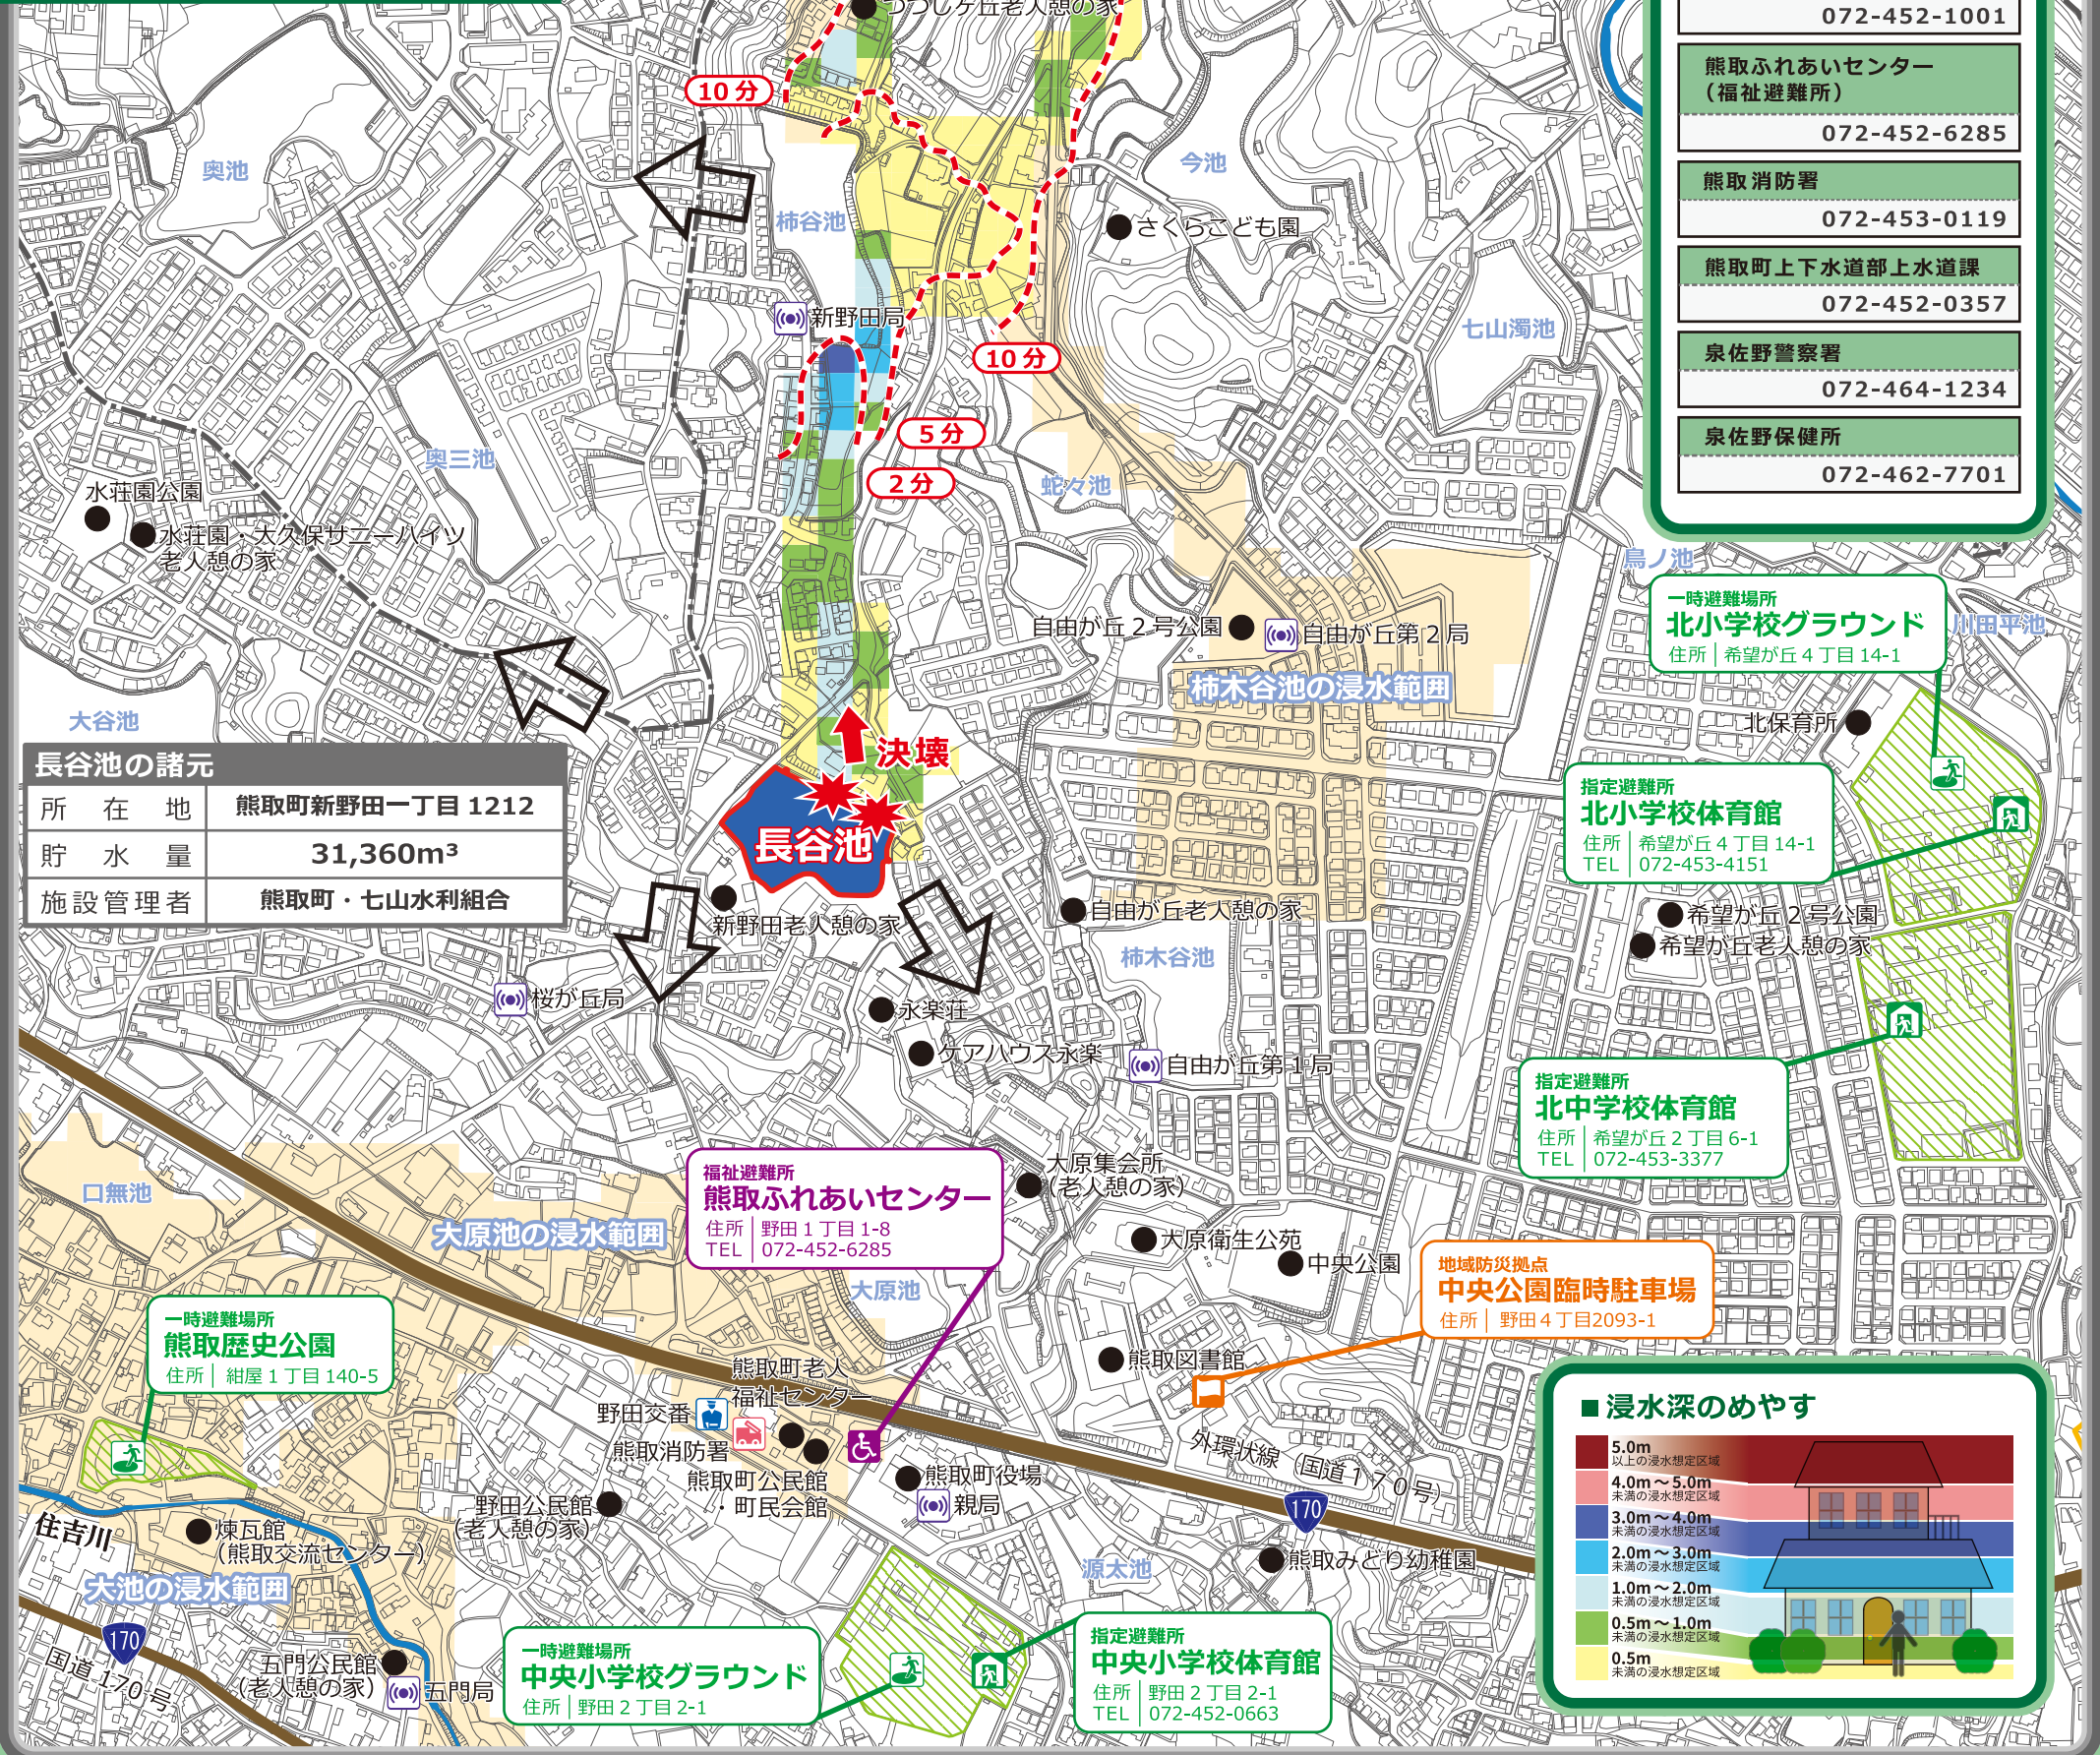 つつじケ丘老人憩の家
072-452-1001
熊取ふれあいセンター
（福祉避難所）
072-452-6285
熊取消防署
072-453-0119
熊取町上下水道部上水道課
072-452-0357
泉佐野警察署
072-464-1234
泉佐野保健所
072-462-7701
10分
奥池
今池
柿谷池
さくらこども園
新野田局
七山濁池
10分
5分
2分
奥三池
蛇々池
水荘園公園
水荘園・大久保サニーハイツ
老人憩の家
鳥ノ池
一時避難場所
北小学校グラウンド
住所 希望が丘4丁目14-1
川田平池
自由が丘2号公園
自由が丘第2局
柿木谷池の浸水範囲
大谷池
北保育所
決壊
長谷池
長谷池の諸元
所在地 熊取町新野田一丁目1212
貯水量 31,360m³
施設管理者 熊取町・七山水利組合
指定避難所
北小学校体育館
住所 希望が丘4丁目14-1
TEL 072-453-4151
新野田老人憩の家
自由が丘老人憩の家
希望が丘2号公園
希望が丘老人憩の家
柿木谷池
桜が丘局
永楽荘
ケアハウス永楽
自由が丘第1局
指定避難所
北中学校体育館
住所 希望が丘2丁目6-1
TEL 072-453-3377
口無池
大原池の浸水範囲
福祉避難所
熊取ふれあいセンター
住所 野田1丁目1-8
TEL 072-452-6285
大原集会所
（老人憩の家）
大原衛生公苑
中央公園
大原池
地域防災拠点
中央公園臨時駐車場
住所 野田4丁目2093-1
一時避難場所
熊取歴史公園
住所 紺屋1丁目140-5
熊取図書館
熊取町老人
福祉センター
野田交番
熊取消防署
熊取町公民館
・町民会館
熊取町役場
親局
外環状線（国道170号）
170
野田公民館
（老人憩の家）
住吉川
煉瓦館
（熊取交流センター）
大池の浸水範囲
源太池
熊取みどり幼稚園
170
国道170号
五門公民館
（老人憩の家）
五門局
一時避難場所
中央小学校グラウンド
住所 野田2丁目2-1
指定避難所
中央小学校体育館
住所 野田2丁目2-1
TEL 072-452-0663
■浸水深のめやす
5.0m
以上の浸水想定区域
4.0m〜5.0m
未満の浸水想定区域
3.0m〜4.0m
未満の浸水想定区域
2.0m〜3.0m
未満の浸水想定区域
1.0m〜2.0m
未満の浸水想定区域
0.5m〜1.0m
未満の浸水想定区域
0.5m
未満の浸水想定区域